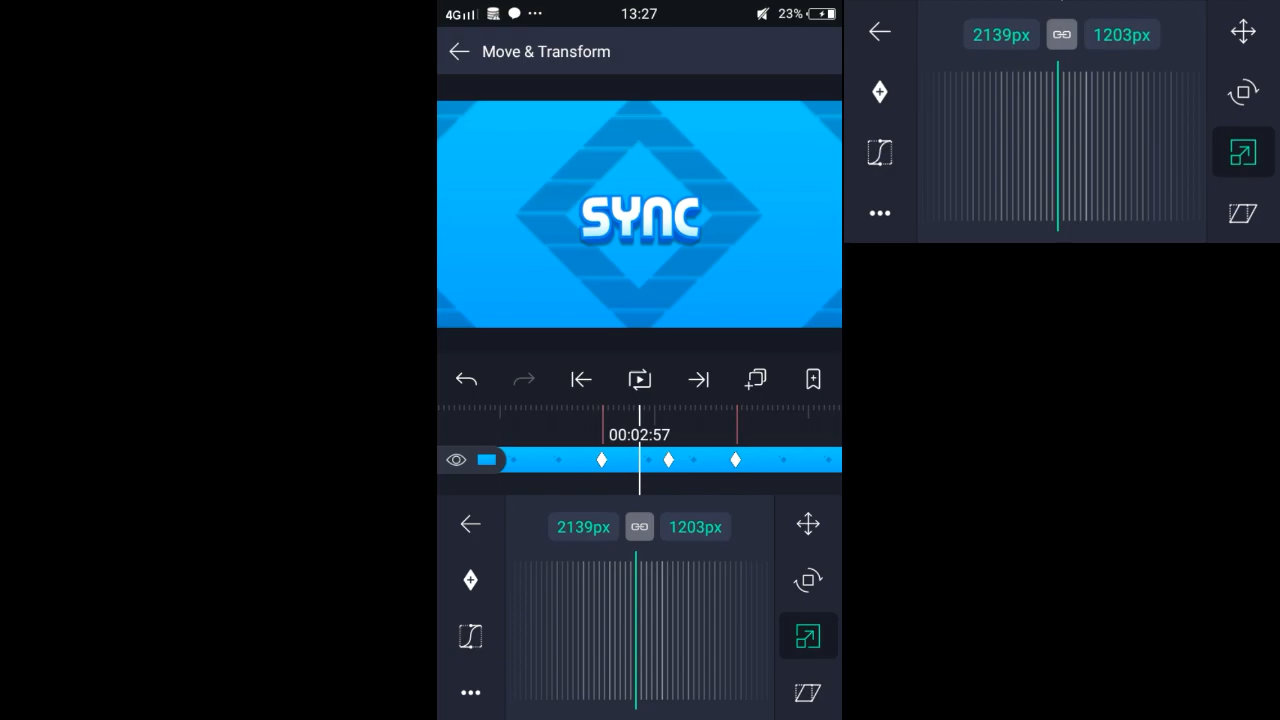 4G 13:27 23%
Move & Transform
SYNC
00:02:57
2139px 1203px
2139px 1203px